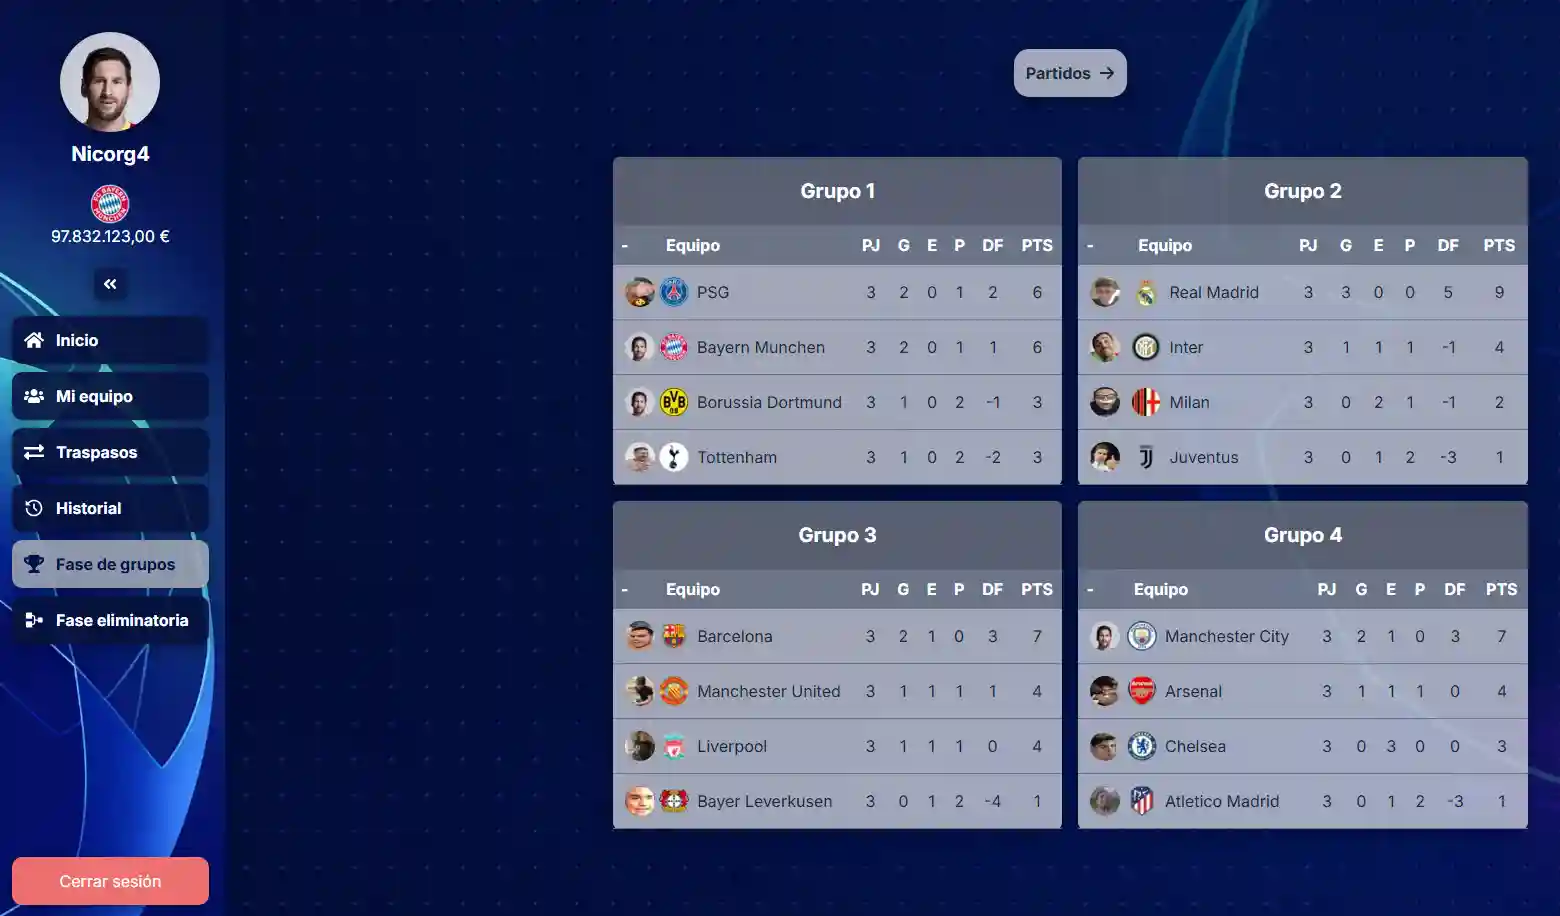 Nicorg4
97.832.123,00 €
Inicio
Mi equipo
Traspasos
Historial
Fase de grupos
Fase eliminatoria
Cerrar sesión
Partidos
Grupo 1
- Equipo PJ G E P DF PTS
PSG 3 2 0 1 2 6
Bayern Munchen 3 2 0 1 1 6
Borussia Dortmund 3 1 0 2 -1 3
Tottenham 3 1 0 2 -2 3
Grupo 2
- Equipo PJ G E P DF PTS
Real Madrid 3 3 0 0 5 9
Inter 3 1 1 1 -1 4
Milan 3 0 2 1 -1 2
Juventus 3 0 1 2 -3 1
Grupo 3
- Equipo PJ G E P DF PTS
Barcelona 3 2 1 0 3 7
Manchester United 3 1 1 1 1 4
Liverpool 3 1 1 1 0 4
Bayer Leverkusen 3 0 1 2 -4 1
Grupo 4
- Equipo PJ G E P DF PTS
Manchester City 3 2 1 0 3 7
Arsenal 3 1 1 1 0 4
Chelsea 3 0 3 0 0 3
Atletico Madrid 3 0 1 2 -3 1